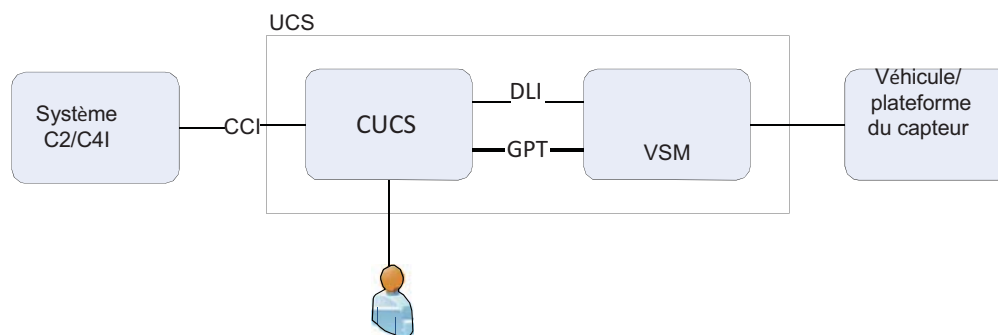 UCS
Système
C2/C4I
CCI
CUCS
DLI
GPT
VSM
Véhicule/
plateforme
du capteur